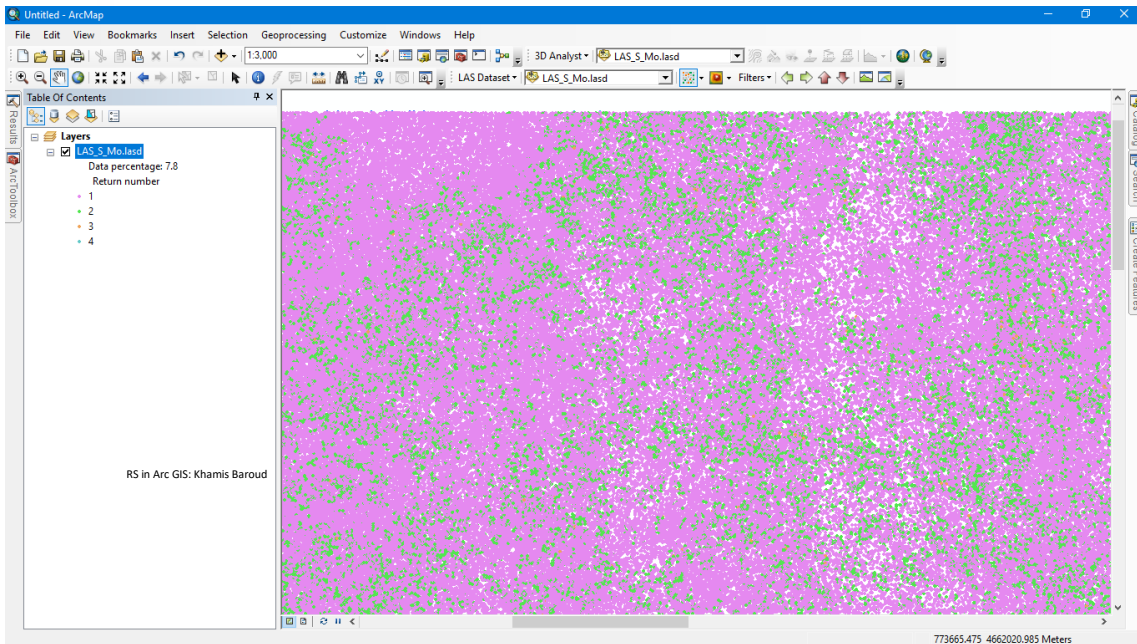 Untitled - ArcMap
File Edit View Bookmarks Insert Selection Geoprocessing Customize Windows Help
1:3,000 3D Analyst LAS_S_Mo.lasd
LAS Dataset LAS_S_Mo.lasd Filters
Table Of Contents
Layers
LAS_S_Mo.lasd
Data percentage: 7.8
Return number
1
2
3
4
Results
ArcToolbox
RS in Arc GIS: Khamis Baroud
Catalog
Search
Create Features
773665.475 4662020.985 Meters